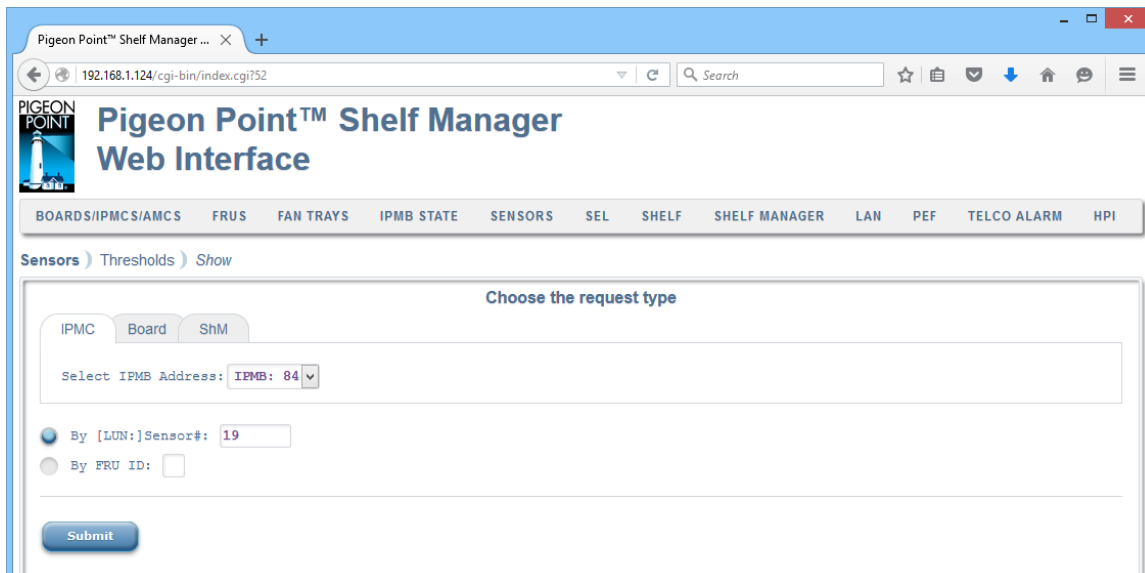 Pigeon Point™ Shelf Manager ...
192.168.1.124/cgi-bin/index.cgi?52
Search
PIGEON
POINT
Pigeon Point™ Shelf Manager
Web Interface
BOARDS/IPMCS/AMCS FRUS FAN TRAYS IPMB STATE SENSORS SEL SHELF SHELF MANAGER LAN PEF TELCO ALARM HPI
Sensors Thresholds Show
Choose the request type
IPMC Board ShM
Select IPMB Address: IPMB: 84
By [LUN:]Sensor#: 19
By FRU ID:
Submit